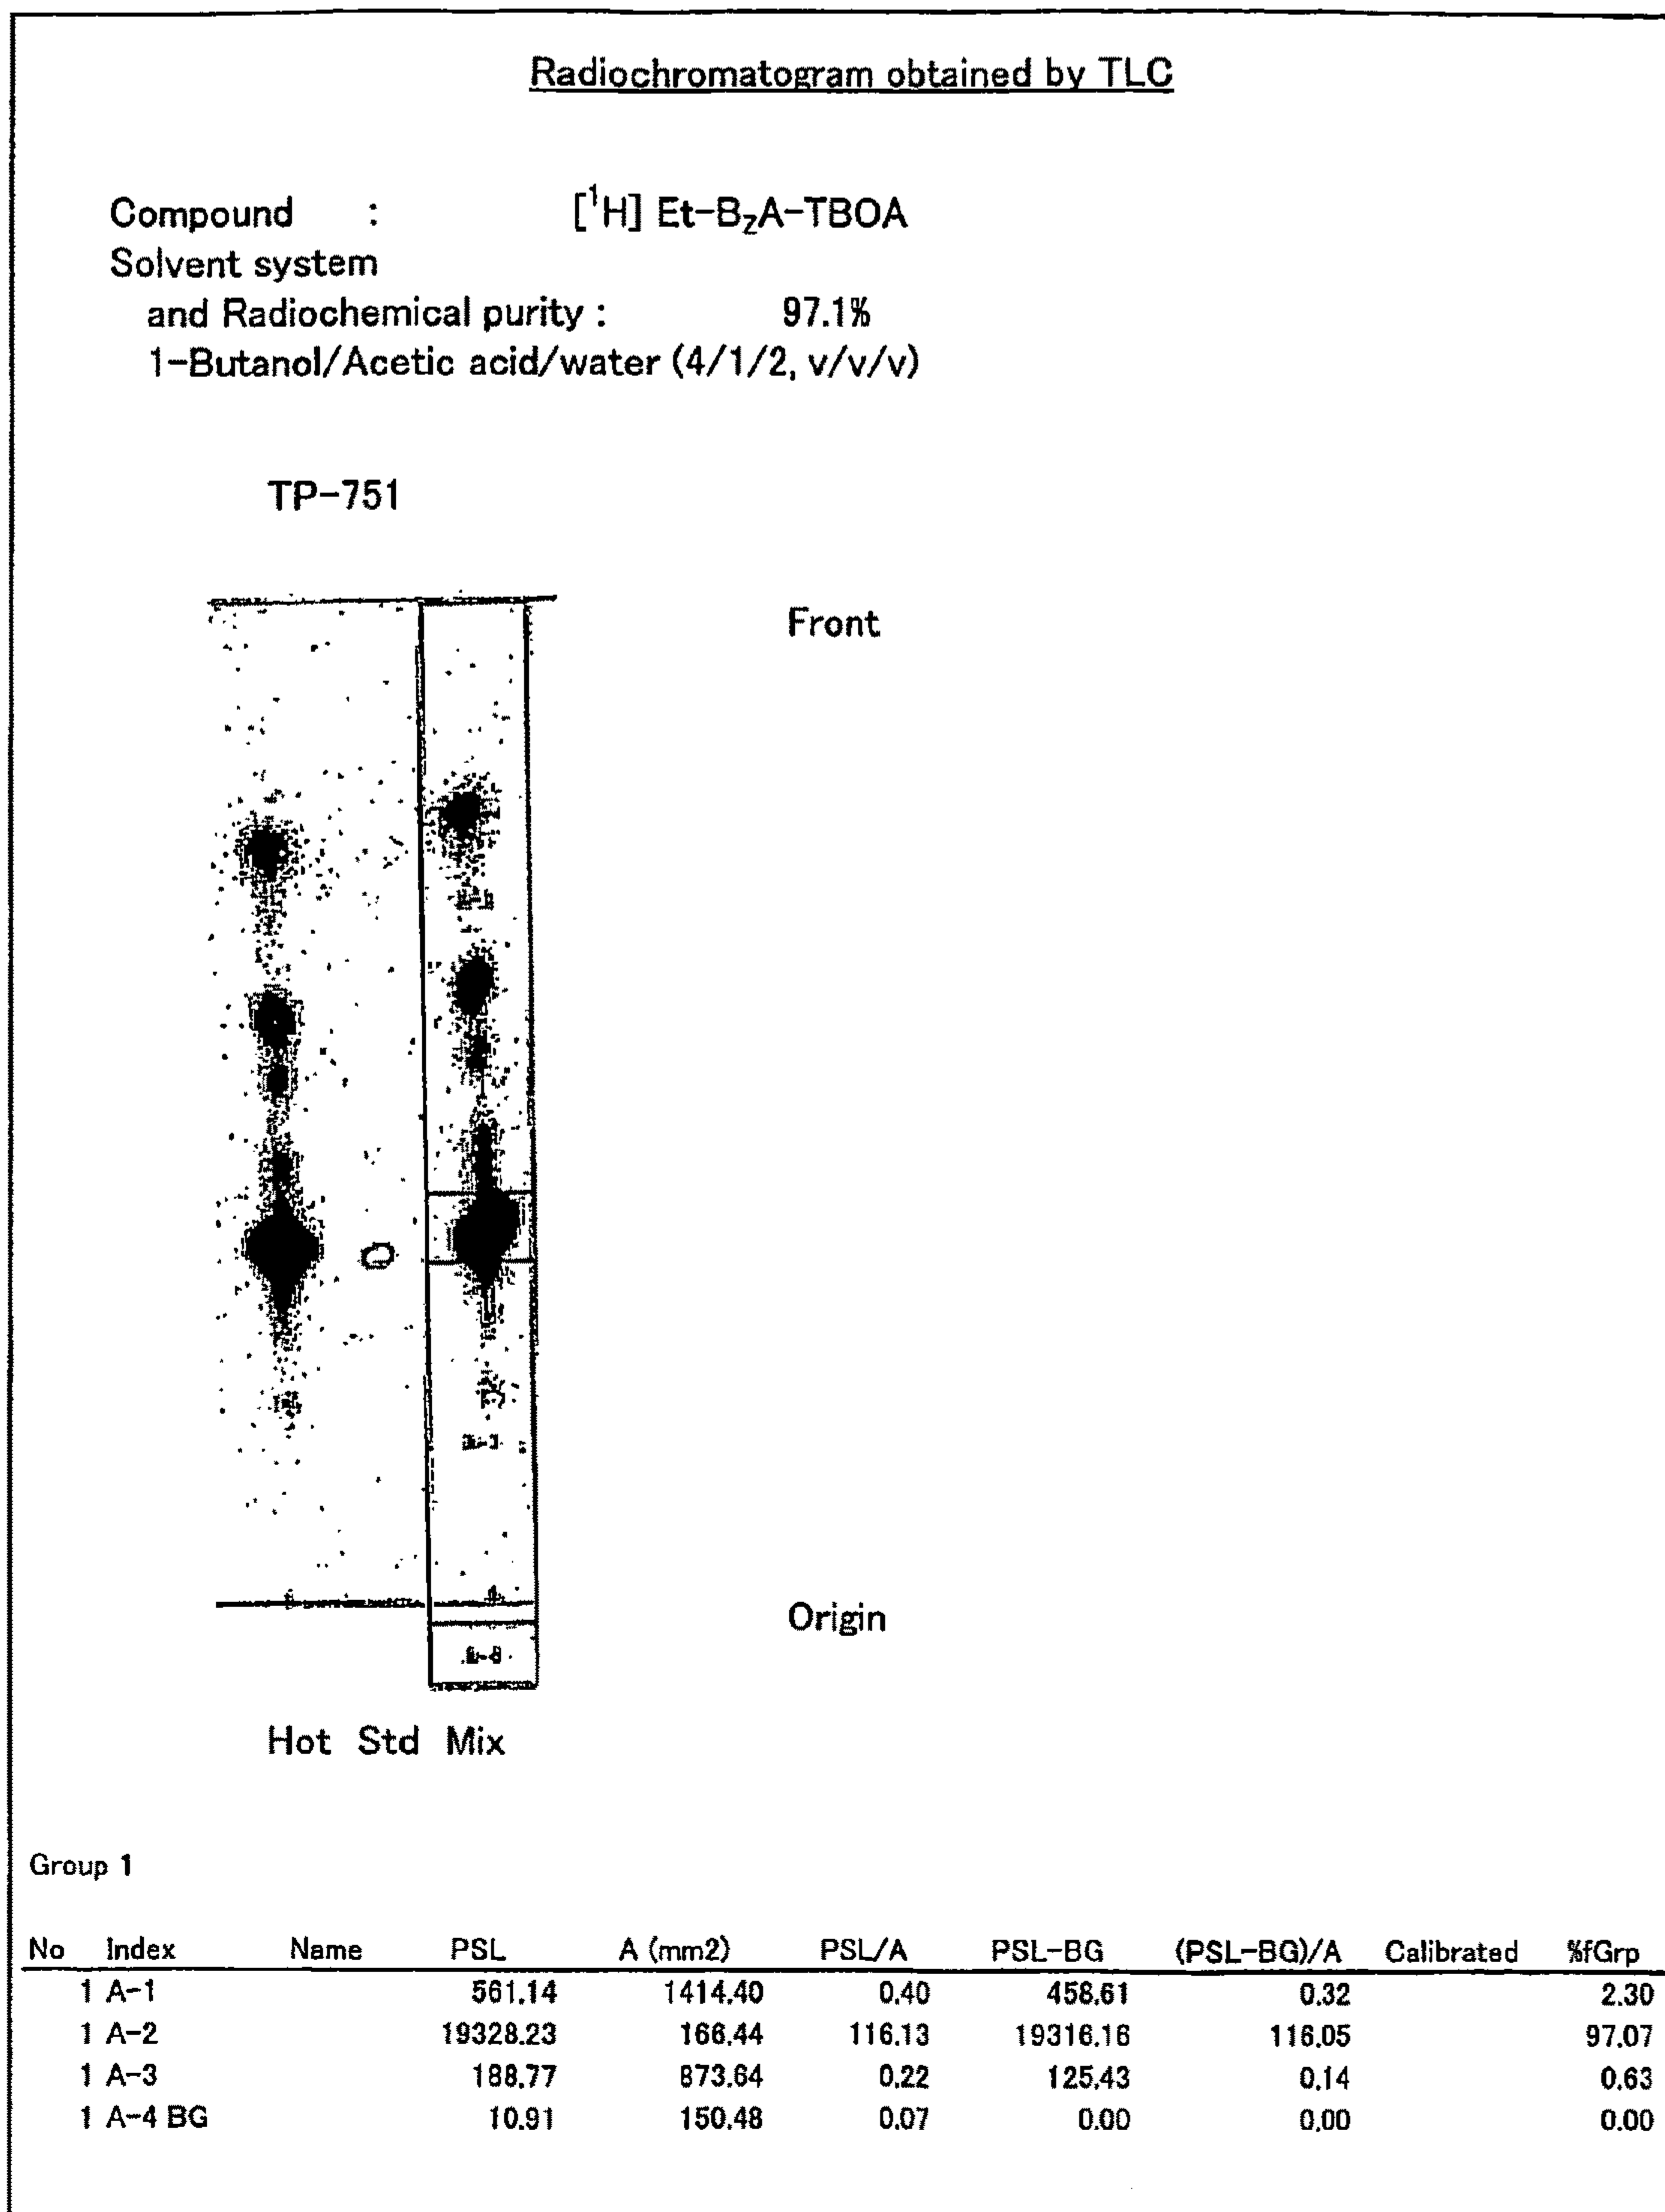 Radiochromatogram obtained by TLC
Compound : [¹H] Et-BzA-TBOA
Solvent system
and Radiochemical purity : 97.1%
1-Butanol/Acetic acid/water (4/1/2, v/v/v)
TP-751
Front
Origin
Hot Std Mix
Group 1
No Index Name PSL A (mm2) PSL/A PSL-BG (PSL-BG)/A Calibrated %fGrp
1 A-1 561.14 1414.40 0.40 458.61 0.32 2.30
1 A-2 19328.23 166.44 116.13 19316.16 116.05 97.07
1 A-3 188.77 873.64 0.22 125.43 0.14 0.63
1 A-4 BG 10.91 150.48 0.07 0.00 0.00 0.00